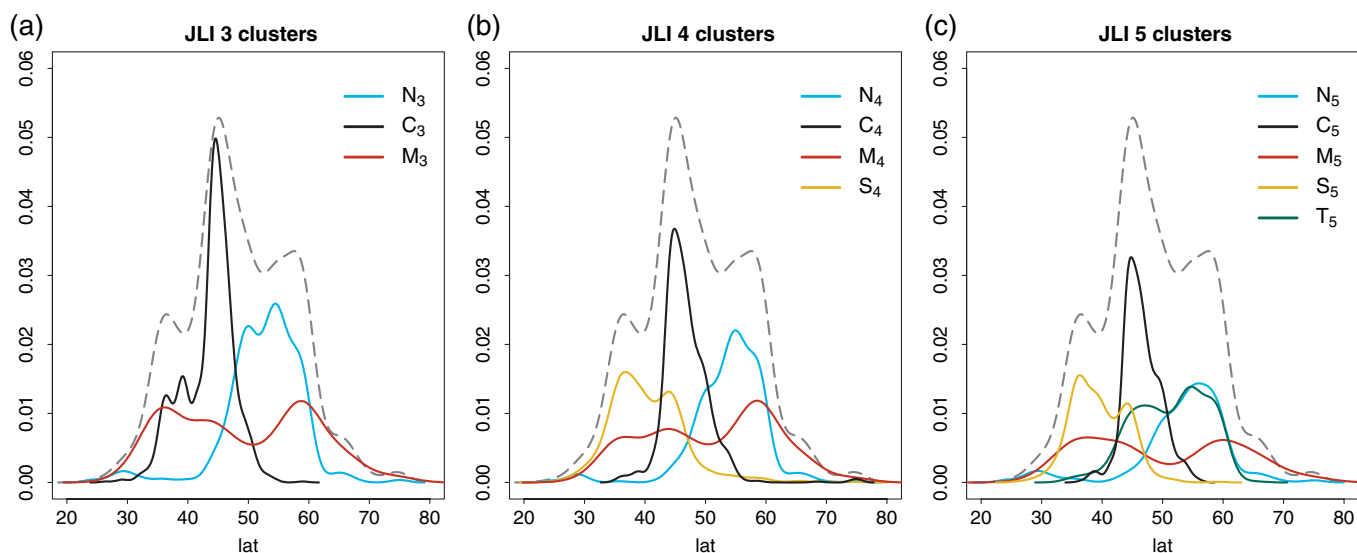 (a)
JLI 3 clusters
0.06
0.05
0.04
0.03
0.02
0.01
0.00
N3
C3
M3
20 30 40 50 60 70 80
lat
(b)
JLI 4 clusters
0.06
0.05
0.04
0.03
0.02
0.01
0.00
N4
C4
M4
S4
20 30 40 50 60 70 80
lat
(c)
JLI 5 clusters
0.06
0.05
0.04
0.03
0.02
0.01
0.00
N5
C5
M5
S5
T5
20 30 40 50 60 70 80
lat